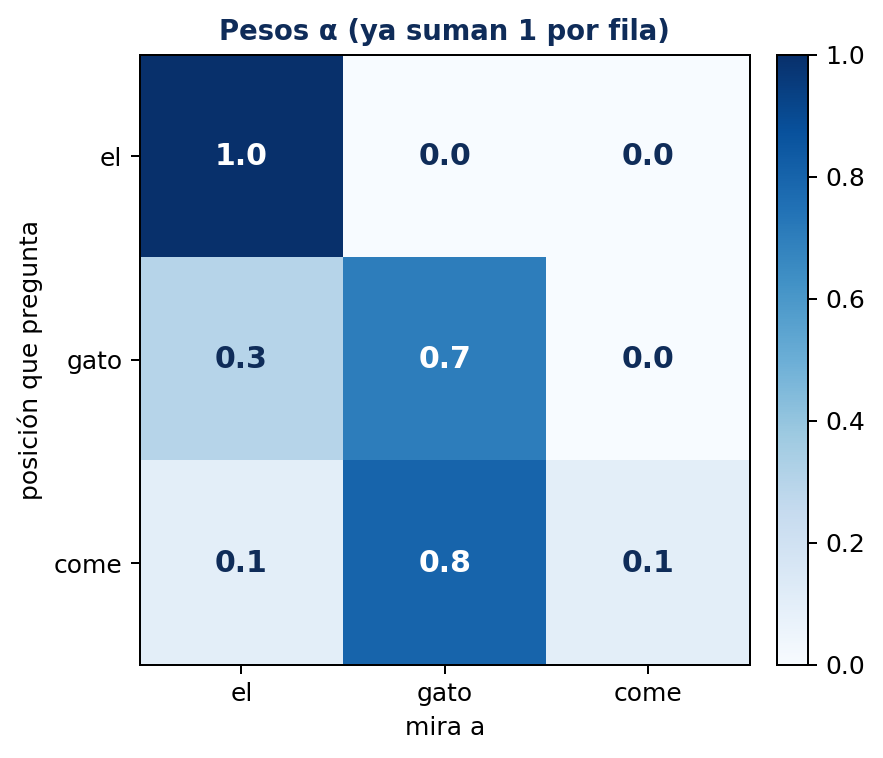 Pesos α (ya suman 1 por fila)
posición que pregunta
el 1.0 0.0 0.0
gato 0.3 0.7 0.0
come 0.1 0.8 0.1
el gato come
mira a
1.0
0.8
0.6
0.4
0.2
0.0